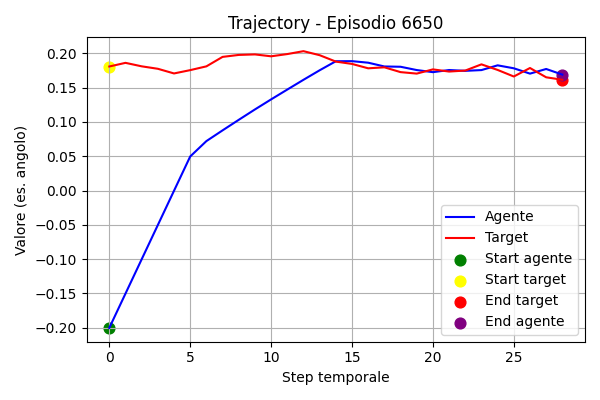 Trajectory - Episodio 6650
Valore (es. angolo)
0.20
0.15
0.10
0.05
0.00
−0.05
−0.10
−0.15
−0.20
0
5
10
15
20
25
Step temporale
Agente
Target
Start agente
Start target
End target
End agente